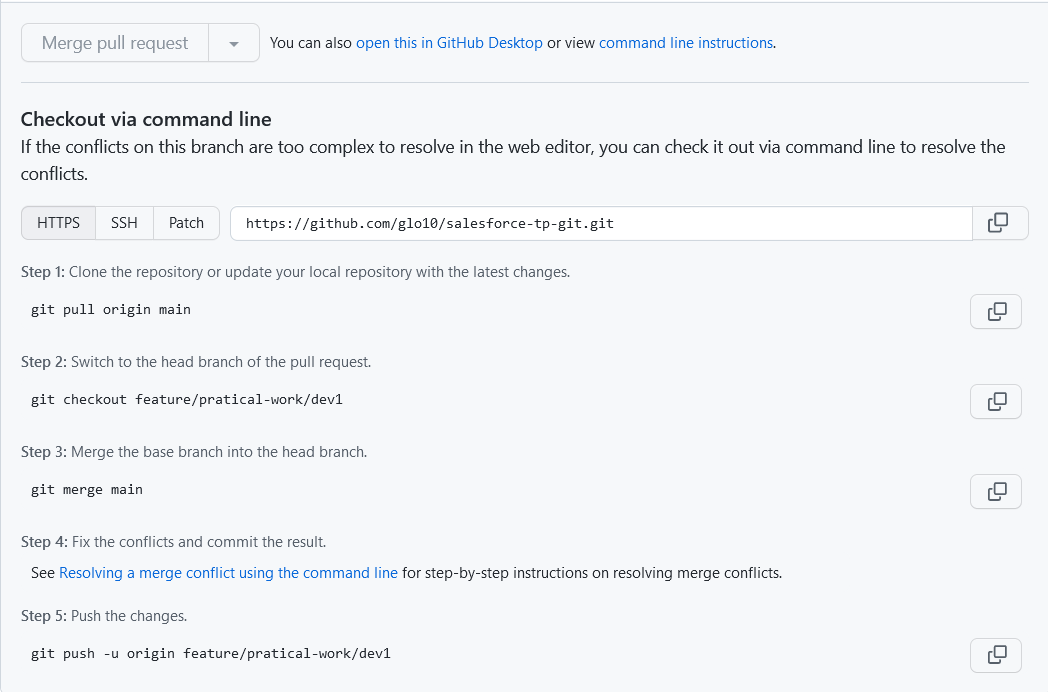 Merge pull request You can also open this in GitHub Desktop or view command line instructions.
Checkout via command line
If the conflicts on this branch are too complex to resolve in the web editor, you can check it out via command line to resolve the
conflicts.
HTTPS SSH Patch https://github.com/glo10/salesforce-tp-git.git
Step 1: Clone the repository or update your local repository with the latest changes.
git pull origin main
Step 2: Switch to the head branch of the pull request.
git checkout feature/pratical-work/dev1
Step 3: Merge the base branch into the head branch.
git merge main
Step 4: Fix the conflicts and commit the result.
See Resolving a merge conflict using the command line for step-by-step instructions on resolving merge conflicts.
Step 5: Push the changes.
git push -u origin feature/pratical-work/dev1